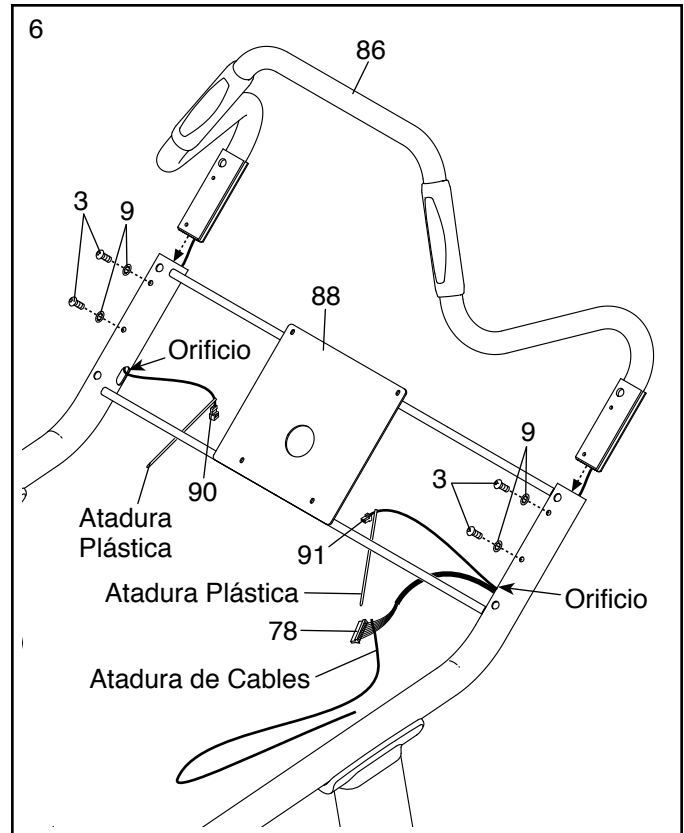 6
86
3
9
88
Orificio
90
9
3
Atadura
Plástica
91
Atadura Plástica
Orificio
78
Atadura de Cables